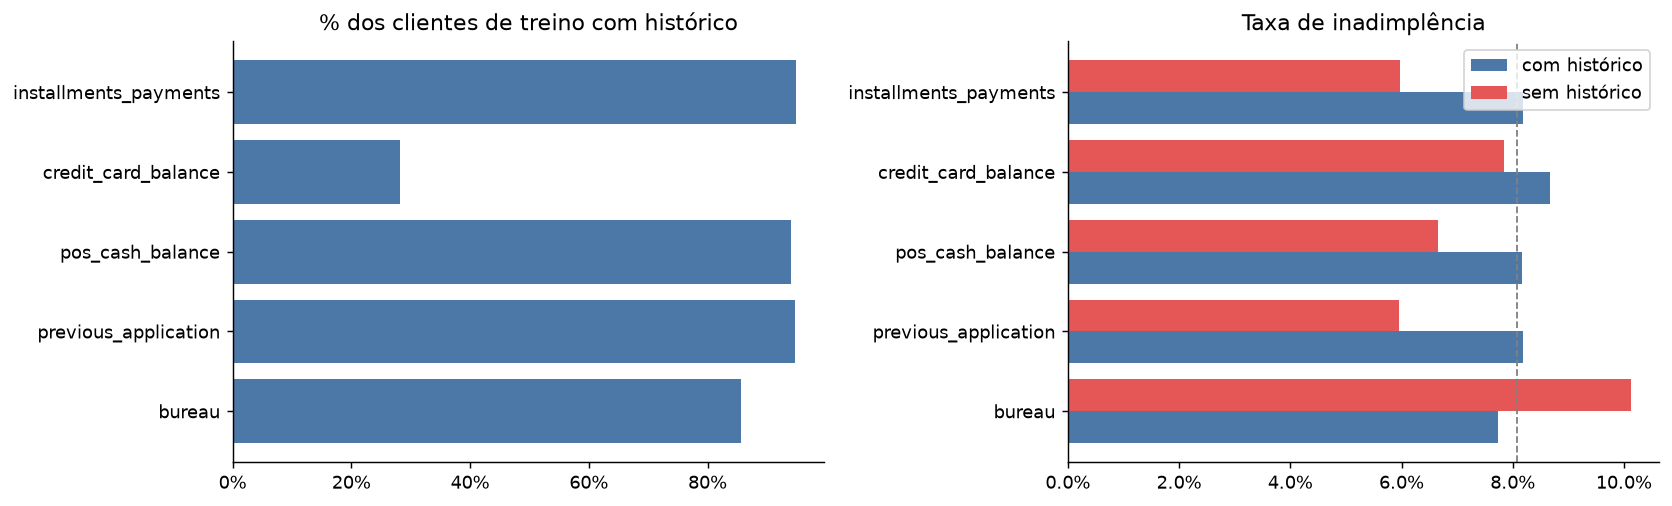 % dos clientes de treino com histórico
installments_payments
credit_card_balance
pos_cash_balance
previous_application
bureau
0% 20% 40% 60% 80%
Taxa de inadimplência
com histórico
sem histórico
installments_payments
credit_card_balance
pos_cash_balance
previous_application
bureau
0.0% 2.0% 4.0% 6.0% 8.0% 10.0%